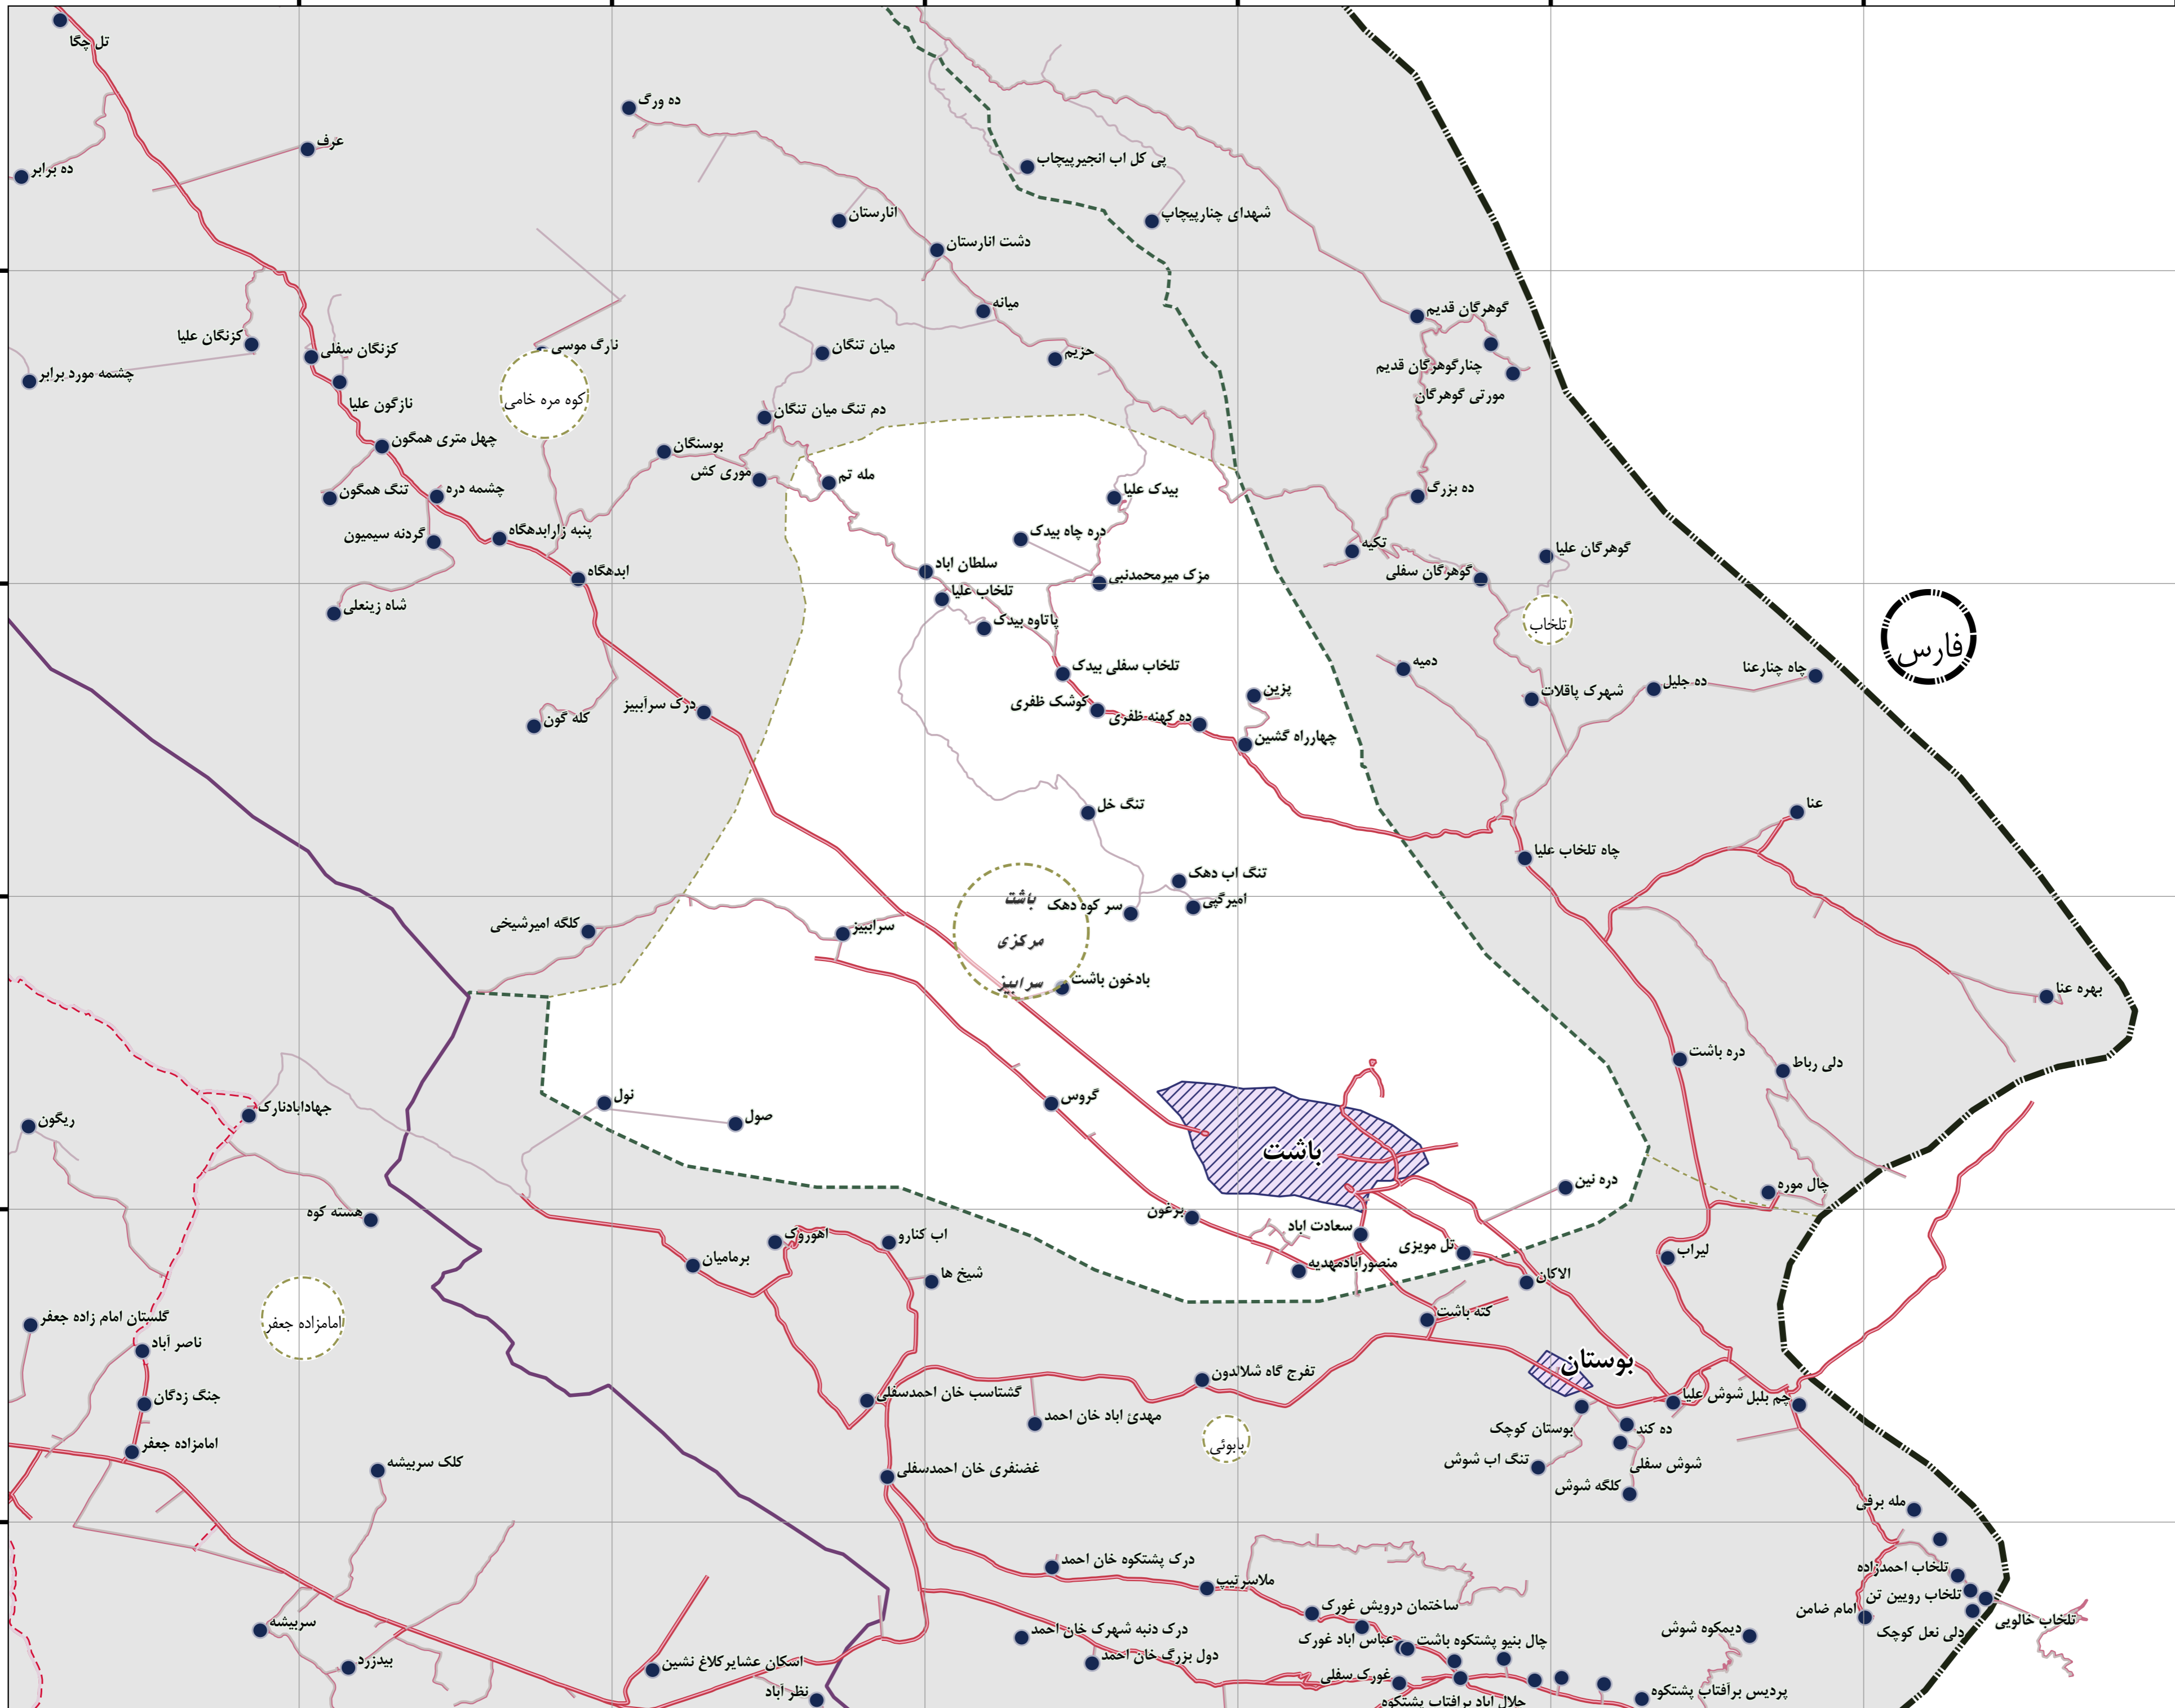 تل چگا
ده ورگ
عرف
ده برابر
پی کل اب انجیرپیچاب
انارستان
شهدای چنارپیچاپ
دشت انارستان
میانه
گوهرگان قدیم
کزنگان علیا
کزنگان سفلی
نارگ موسی
میان تنگان
حزیم
چنارگوهرگان قدیم
چشمه مورد برابر
نازگون علیا
کوه مره خامی
مورتی گوهرگان
دم تنگ میان تنگان
چهل متری همگون
بوسنگان
موری کش
مله تم
تنگ همگون
چشمه دره
بیدک علیا
ده بزرگ
گردنه سیمیون
پنبه زارابدهگاه
دره چاه بیدک
تکیه
گوهرگان علیا
ابدهگاه
سلطان اباد
مزک میرمحمدنبی
گوهرگان سفلی
تلخاب علیا
شاه زینعلی
پاتاوه بیدک
تلخاب
فارس
تلخاب سفلی بیدک
دمیه
چاه چنارعنا
ده جلیل
شهرک پاقلات
پزین
درک سرآببیز
کوشک ظفری
ده کهنه ظفری
کله گون
چهارراه گشین
تنگ خل
عنا
چاه تلخاب علیا
تنگ اب دهک
باشت
مرکزی
سرابیز
سر کوه دهک
امیرگپی
کلگه امیرشیخی
سراببیز
بادخون باشت
بهره عنا
دره باشت
دلی رباط
جهادابادنارک
نول
صول
گروس
ریگون
باشت
دره نین
چال موره
هسته کوه
برغون
سعادت اباد
اهوروک
اب کنارو
برمامیان
تل مویزی
لیراب
منصورآبادمهدیه
شیخ ها
الاکان
امامزاده جعفر
گلستان امام زاده جعفر
کته باشت
ناصر آباد
بوستان
تفرج گاه شلالدون
جنگ زدگان
گشتاسب خان احمدسفلی
شوش علیا
چم بلبل
مهدئ اباد خان احمد
بوستان کوچک
ده کند
پابوئی
امامزاده جعفر
تنگ اب شوش
شوش سفلی
کلک سربیشه
غضنفری خان احمدسفلی
کلگه شوش
مله برفی
درک پشتکوه خان احمد
ملاسرتیپ
تلخاب احمدزاده
تلخاب رویین تن
ساختمان درویش غورک
امام ضامن
تلخاب خالویی
سربیشه
درک دنبه شهرک خان احمد
عباس اباد غورک
چال بنیو پشتکوه باشت
دیمکوه شوش
دلی نعل کوچک
بیدزرد
اسکان عشایرکلاغ نشین
دول بزرگ خان احمد
غورک سفلی
نظر آباد
جلال اباد برافتاب پشتکوه
پردیس برآفتاب پشتکوه